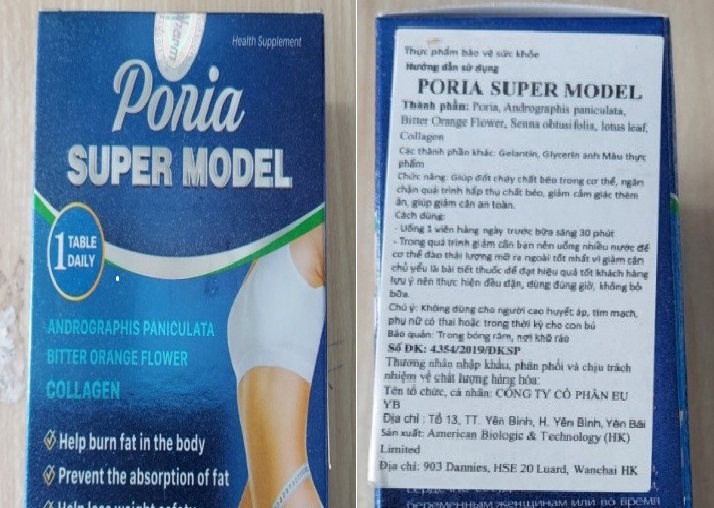 Health Supplement
Poria
SUPER MODEL
1 TABLE
DAILY
ANDROGRAPHIS PANICULATA
BITTER ORANGE FLOWER
COLLAGEN
Help burn fat in the body
Prevent the absorption of fat
Help lose weight safety
Thực phẩm bảo vệ sức khỏe
Hướng dẫn sử dụng
PORIA SUPER MODEL
Thành phần: Poria, Andrographis paniculata,
Bitter Orange Flower, Senna obtusifolia, lotus leaf,
Collagen
Các thành phần khác: Gelantin, Glycerin anh Màu thực
phẩm
Chức năng: Giúp đốt cháy chất béo trong cơ thể, ngăn
chặn quá trình hấp thụ chất béo, giảm cảm giác thèm
ăn, giúp giảm cân an toàn.
Cách dùng:
- Uống 1 viên hàng ngày trước bữa sáng 30 phút
- Trong quá trình giảm cân bạn nên uống nhiều nước để
cơ thể đào thải lượng mỡ ra ngoài tốt nhất vì giảm cân
chủ yếu là bài tiết thuốc để đạt hiệu quả tốt khách hàng
lưu ý nên thực hiện đều đặn, dùng đúng giờ, không bỏ
bữa.
Chú ý: Không dùng cho người cao huyết áp, tim mạch,
phụ nữ có thai hoặc trong thời kỳ cho con bú
Bảo quản: Trong bóng râm, nơi khô ráo
Số ĐK: 4354/2019/ĐKSP
Thương nhân nhập khẩu, phân phối và chịu trách
nhiệm về chất lượng hàng hóa:
Tên tổ chức, cá nhân: CÔNG TY CỔ PHẦN EU
YB
Địa chỉ : Tổ 13, TT. Yên Bình, H. Yên Bình, Yên Bái
Sản xuất: American Biologic & Technology (HK)
Limited
Địa chỉ: 903 Dannies, HSE 20 Luard, Wanchai HK
беременным женщинам или во время